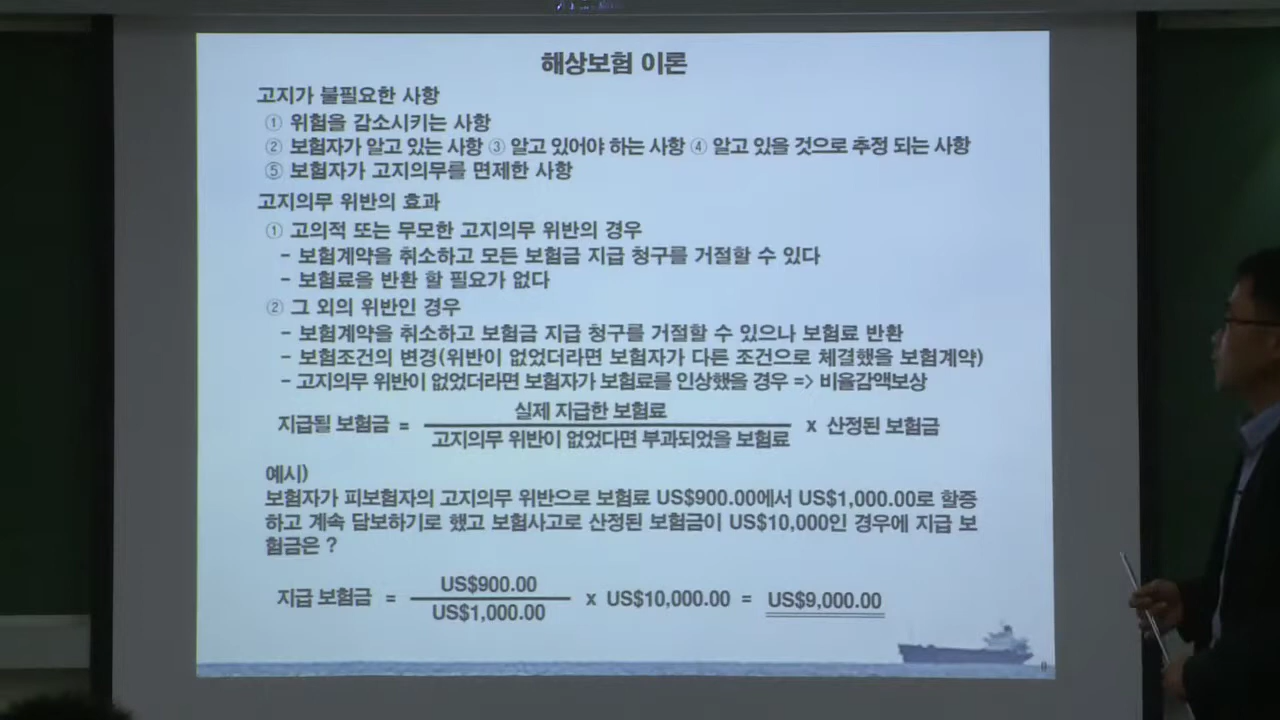 해상보험 이론
고지가 불필요한 사항
① 위험을 감소시키는 사항
② 보험자가 알고 있는 사항 ③ 알고 있어야 하는 사항 ④ 알고 있을 것으로 추정 되는 사항
⑤ 보험자가 고지의무를 면제한 사항
고지의무 위반의 효과
① 고의적 또는 무모한 고지의무 위반의 경우
- 보험계약을 취소하고 모든 보험금 지급 청구를 거절할 수 있다
- 보험료을 반환 할 필요가 없다
② 그 외의 위반인 경우
- 보험계약을 취소하고 보험금 지급 청구를 거절할 수 있으나 보험료 반환
- 보험조건의 변경(위반이 없었더라면 보험자가 다른 조건으로 체결했을 보험계약)
- 고지의무 위반이 없었더라면 보험자가 보험료를 인상했을 경우 => 비율감액보상
실제 지급한 보험료
지급될 보험금 = x 산정된 보험금
고지의무 위반이 없었다면 부과되었을 보험료
예시)
보험자가 피보험자의 고지의무 위반으로 보험료 US$900.00에서 US$1,000.00로 할증
하고 계속 담보하기로 했고 보험사고로 산정된 보험금이 US$10,000인 경우에 지급 보
험금은 ?
US$900.00
지급 보험금 = x US$10,000.00 = US$9,000.00
US$1,000.00